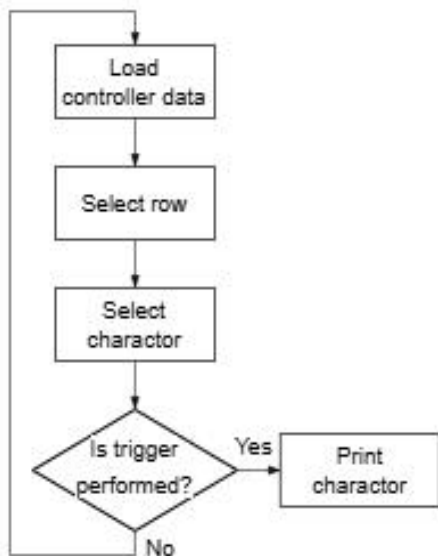 Load
controller data
Select row
Select
charactor
Is trigger
performed?
Yes
Print
charactor
No